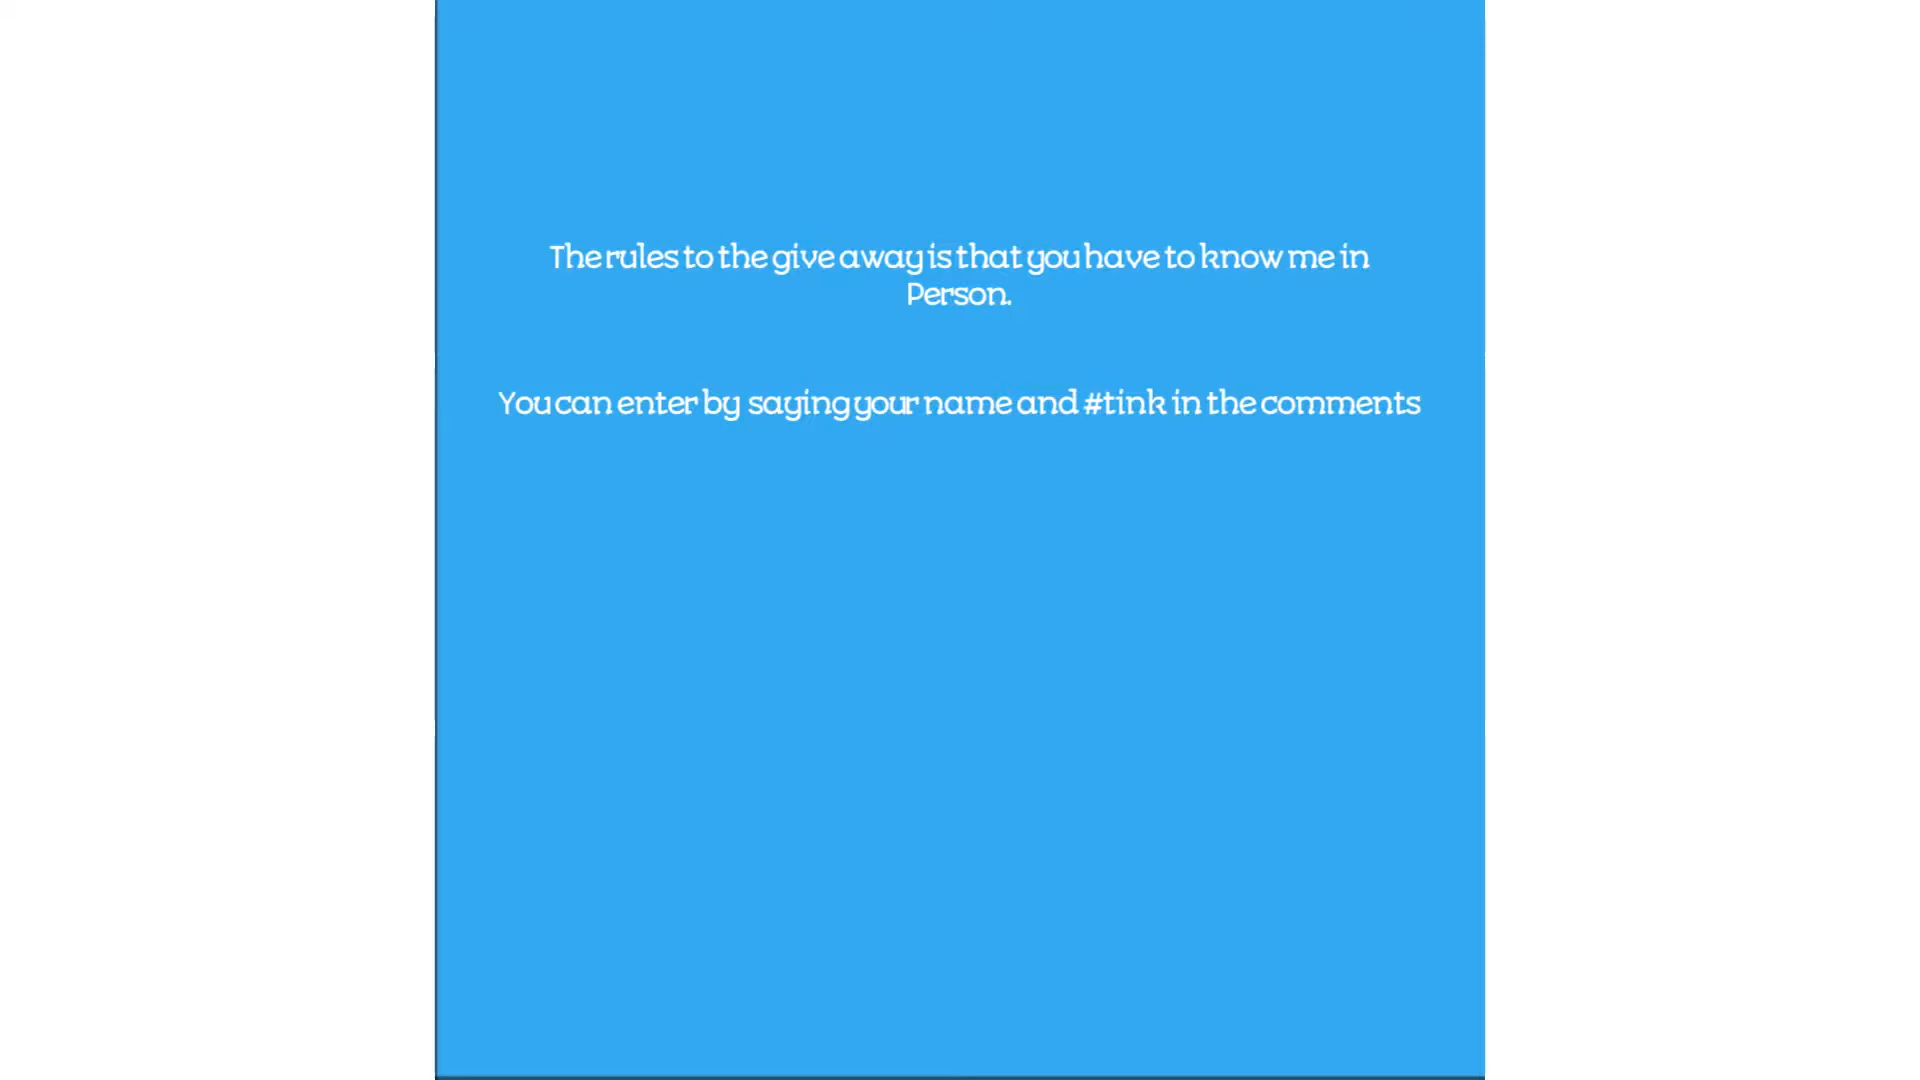 The rules to the give away is that you have to know me in
Person.
You can enter by saying your name and #tink in the comments